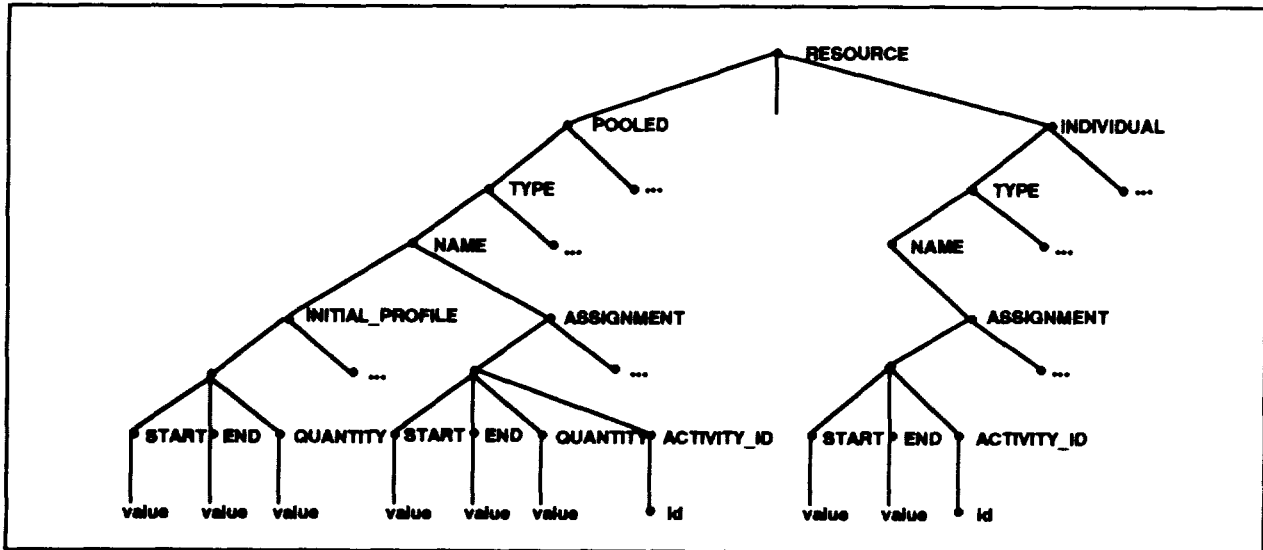 RESOURCE
POOLED
INDIVIDUAL
... ...
TYPE TYPE
NAME ... NAME ...
INITIAL_PROFILE ASSIGNMENT ASSIGNMENT
... ... ...
START END QUANTITY START END QUANTITY ACTIVITY_ID START END ACTIVITY_ID
value value value value value value id value value id